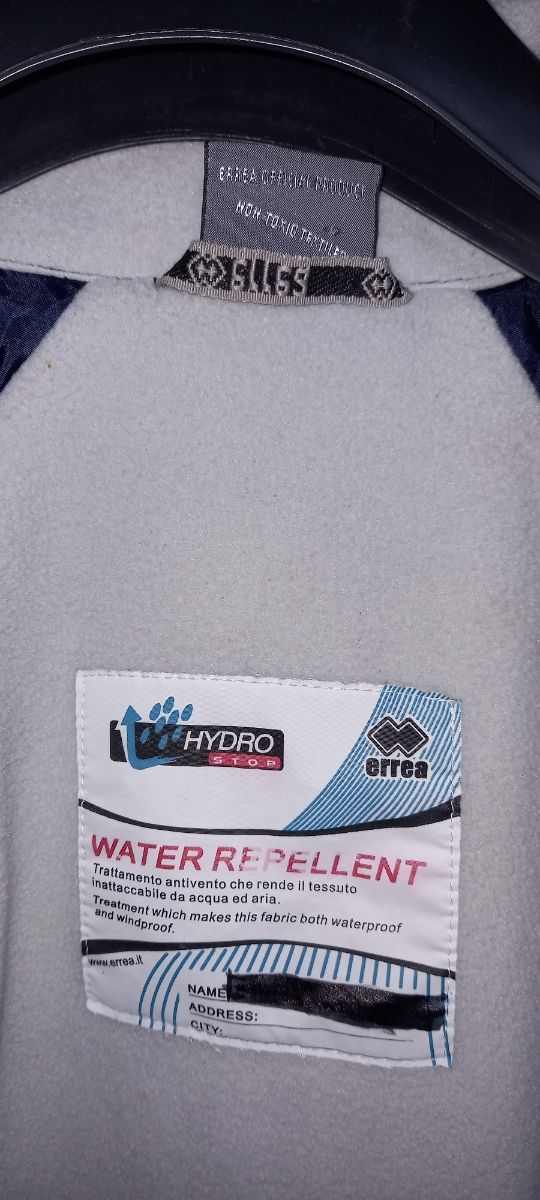 ERREA OFFICIAL PRODUCT
NON-TOXIC TEXTILES
69119
HYDRO
STOP
errea
WATER REPELLENT
Trattamento antivento che rende il tessuto
inattaccabile da acqua ed aria.
Treatment which makes this fabric both waterproof
and windproof.
www.errea.it
NAME
ADDRESS:
CITY: